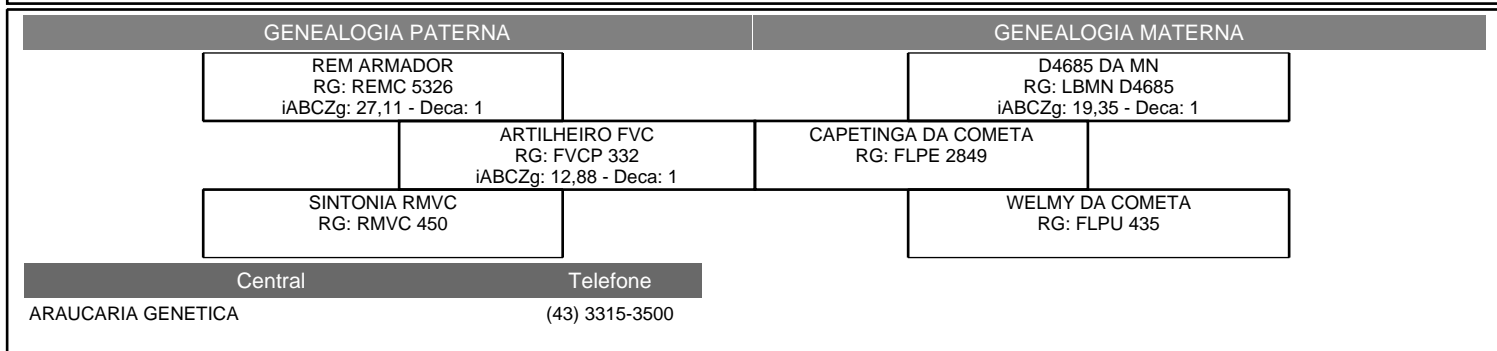 GENEALOGIA PATERNA
GENEALOGIA MATERNA
REM ARMADOR
RG: REMC 5326
iABCZg: 27,11 - Deca: 1
D4685 DA MN
RG: LBMN D4685
iABCZg: 19,35 - Deca: 1
ARTILHEIRO FVC
RG: FVCP 332
iABCZg: 12,88 - Deca: 1
CAPETINGA DA COMETA
RG: FLPE 2849
SINTONIA RMVC
RG: RMVC 450
WELMY DA COMETA
RG: FLPU 435
Central
Telefone
ARAUCARIA GENETICA
(43) 3315-3500